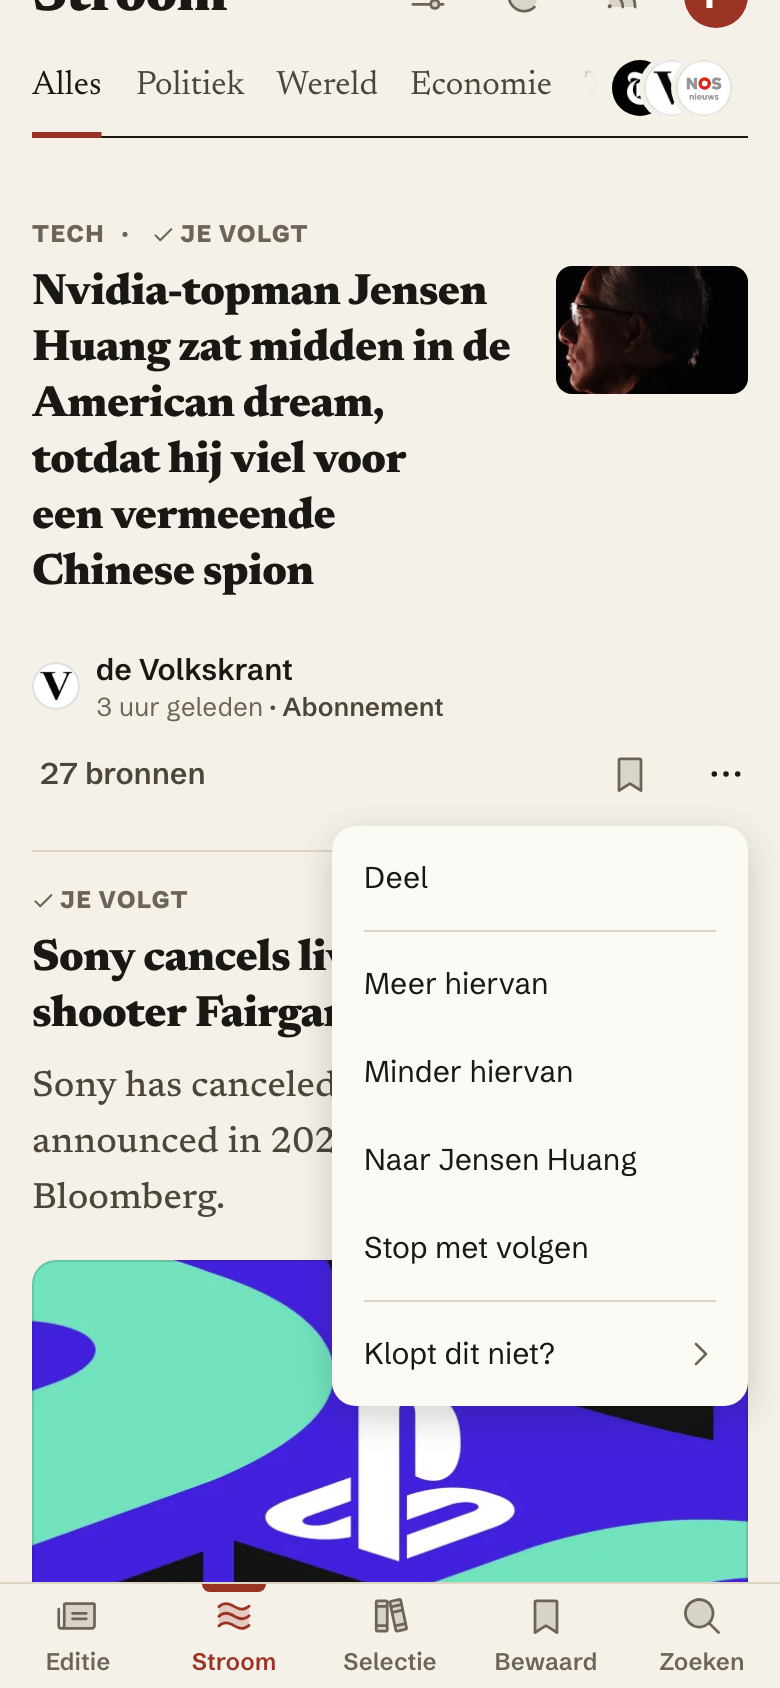 Stroom
Alles Politiek Wereld Economie
NOS
nieuws
TECH · ✓ JE VOLGT
Nvidia-topman Jensen
Huang zat midden in de
American dream,
totdat hij viel voor
een vermeende
Chinese spion
V
de Volkskrant
3 uur geleden · Abonnement
27 bronnen
Deel
Meer hiervan
Minder hiervan
Naar Jensen Huang
Stop met volgen
Klopt dit niet?
✓ JE VOLGT
Sony cancels
shooter
Sony has canceled
announced in
Bloomberg.
Editie
Stroom
Selectie
Bewaard
Zoeken